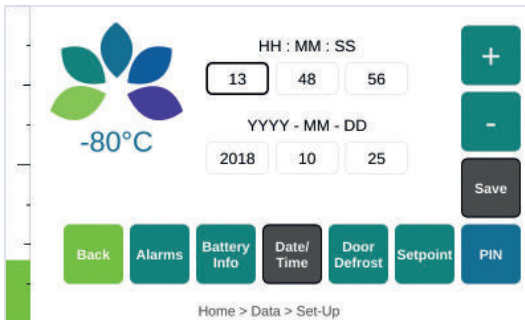 HH : MM : SS
13 48 56
YYYY - MM - DD
2018 10 25
-80°C
+
-
Save
Back Alarms Battery Info Date/ Time Door Defrost Setpoint PIN
Home > Data > Set-Up